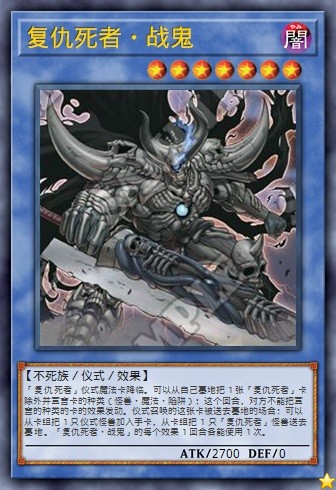 复仇死者·战鬼
闇
【不死族/仪式/效果】
「复仇死者」仪式魔法卡降临。可以从自己墓地把1张「复仇死者」卡
除外并宣言卡的种类(怪兽·魔法·陷阱);这个回合,对方不能把宣
言的种类的卡的效果发动。仪式召唤的这张卡被送去墓地的场合:可以
从卡组把1只仪式怪兽加入手卡,从卡组把1只「复仇死者」怪兽送去
墓地。「复仇死者·战鬼」的每个效果1回合各能使用1次。
ATK/2700 DEF/0